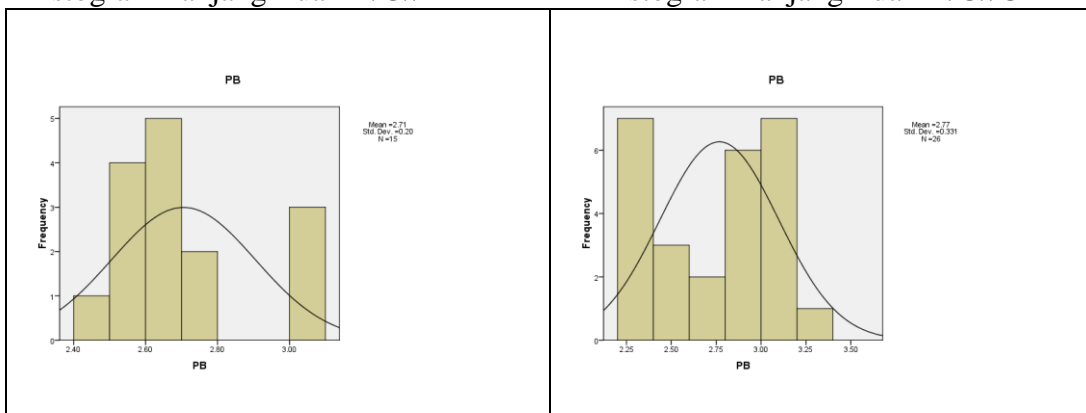 PB
Mean =2.71
Std. Dev. =0.20
N =15
Frequency
5
4
3
2
1
0
2.40 2.60 2.80 3.00
PB
PB
Mean =2.77
Std. Dev. =0.331
N =26
Frequency
6
4
2
0
2.25 2.50 2.75 3.00 3.25 3.50
PB